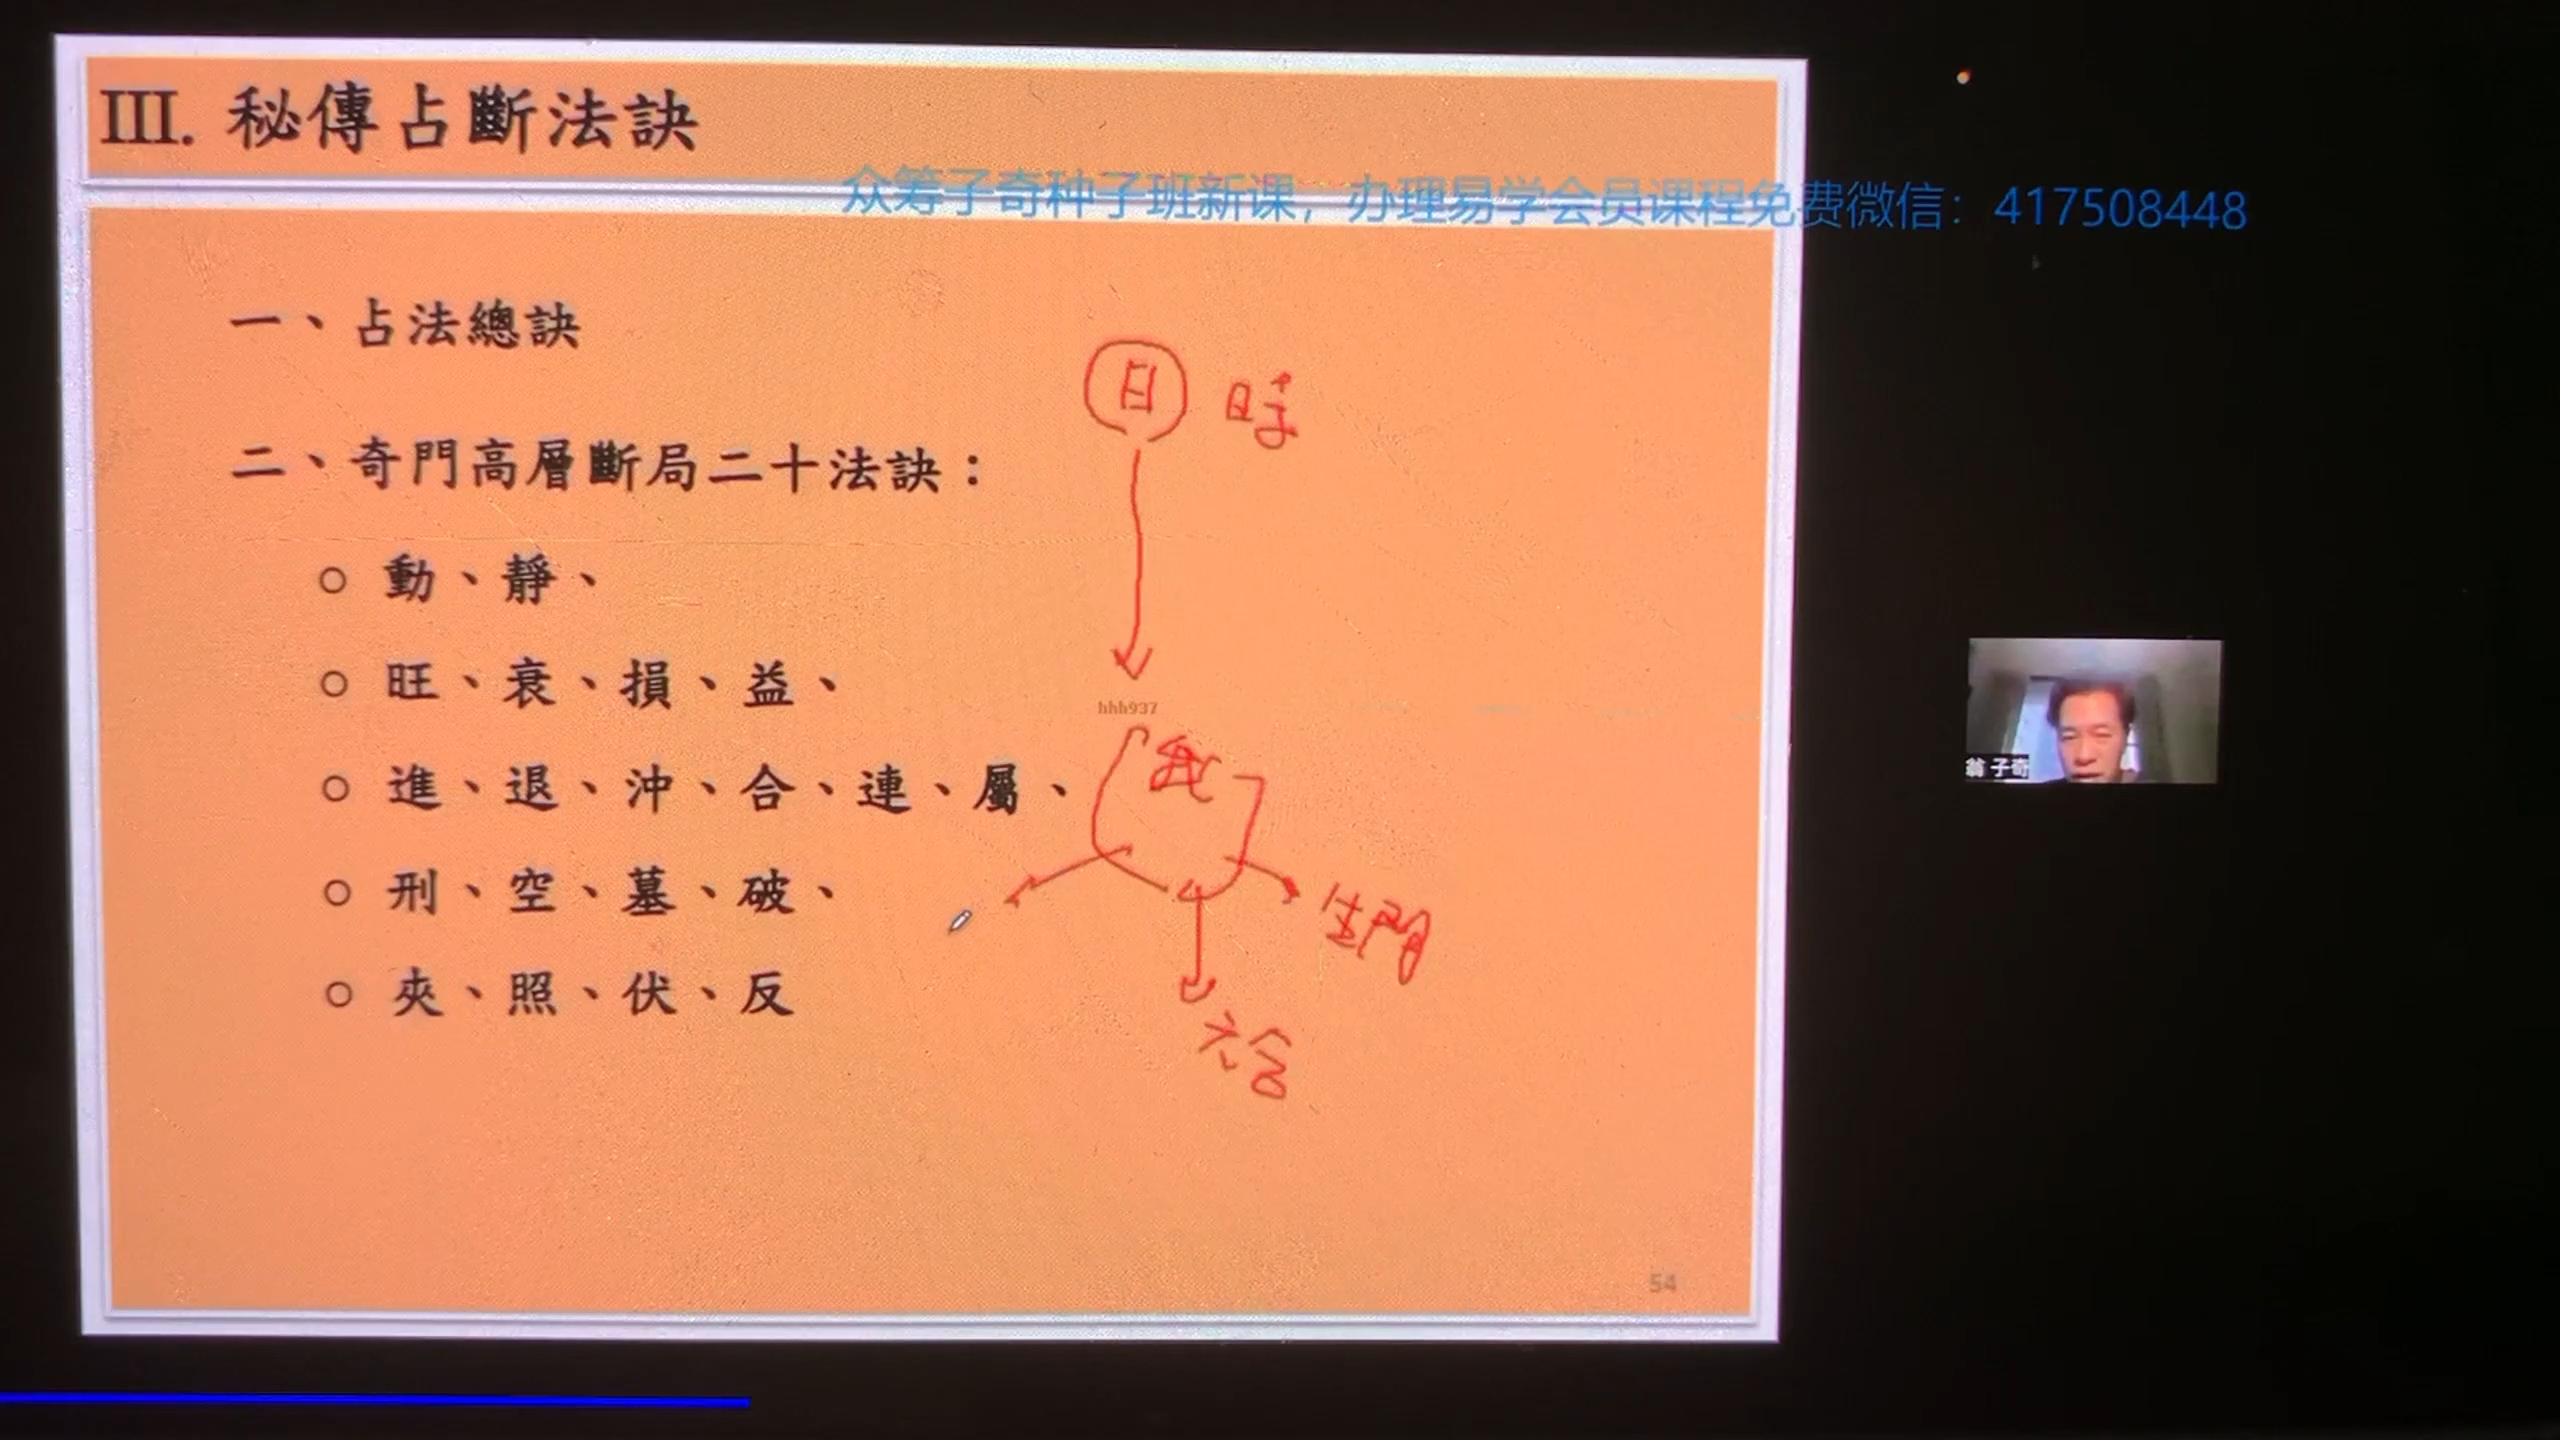 III. 秘傳占斷法訣
众筹子奇种子班新课，办理易学会员课程免费微信：417508448
一、占法總訣
二、奇門高層斷局二十法訣：
日 時
○ 動、靜、
○ 旺、衰、損、益、
hhh937
○ 進、退、沖、合、連、屬、
○ 刑、空、墓、破、
生門
○ 夾、照、伏、反
六合
翁 子奇
54